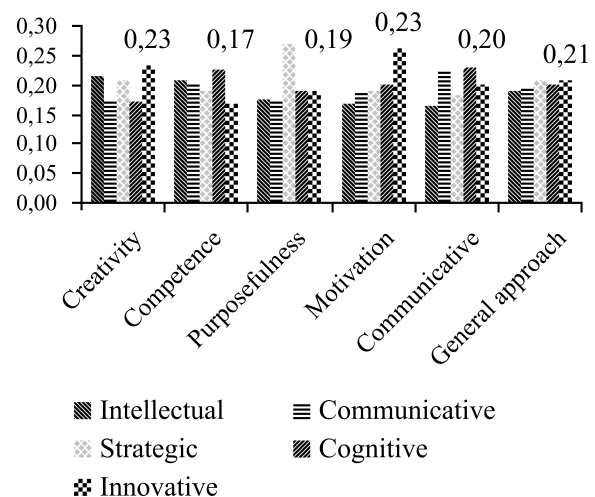 0,30
0,25
0,20
0,15
0,10
0,05
0,00
0,23
0,17
0,19
0,23
0,20
0,21
Creativity
Competence
Purposefulness
Motivation
Communicative
General approach
Intellectual
Communicative
Strategic
Cognitive
Innovative